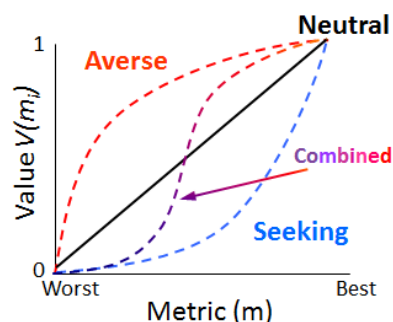 Neutral
1
Averse
Value V(mᵢ)
Combined
Seeking
0
Worst
Best
Metric (m)